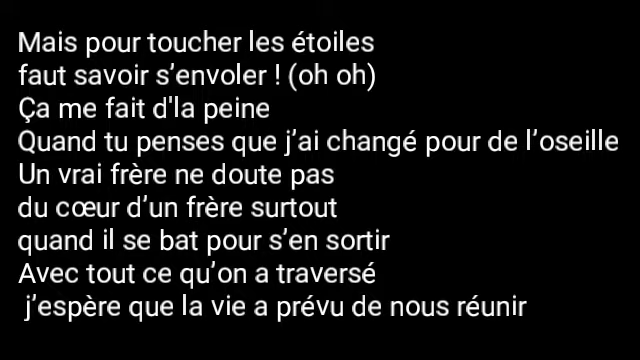 Mais pour toucher les étoiles
faut savoir s’envoler ! (oh oh)
Ça me fait d'la peine
Quand tu penses que j’ai changé pour de l’oseille
Un vrai frère ne doute pas
du cœur d’un frère surtout
quand il se bat pour s’en sortir
Avec tout ce qu’on a traversé
j’espère que la vie a prévu de nous réunir